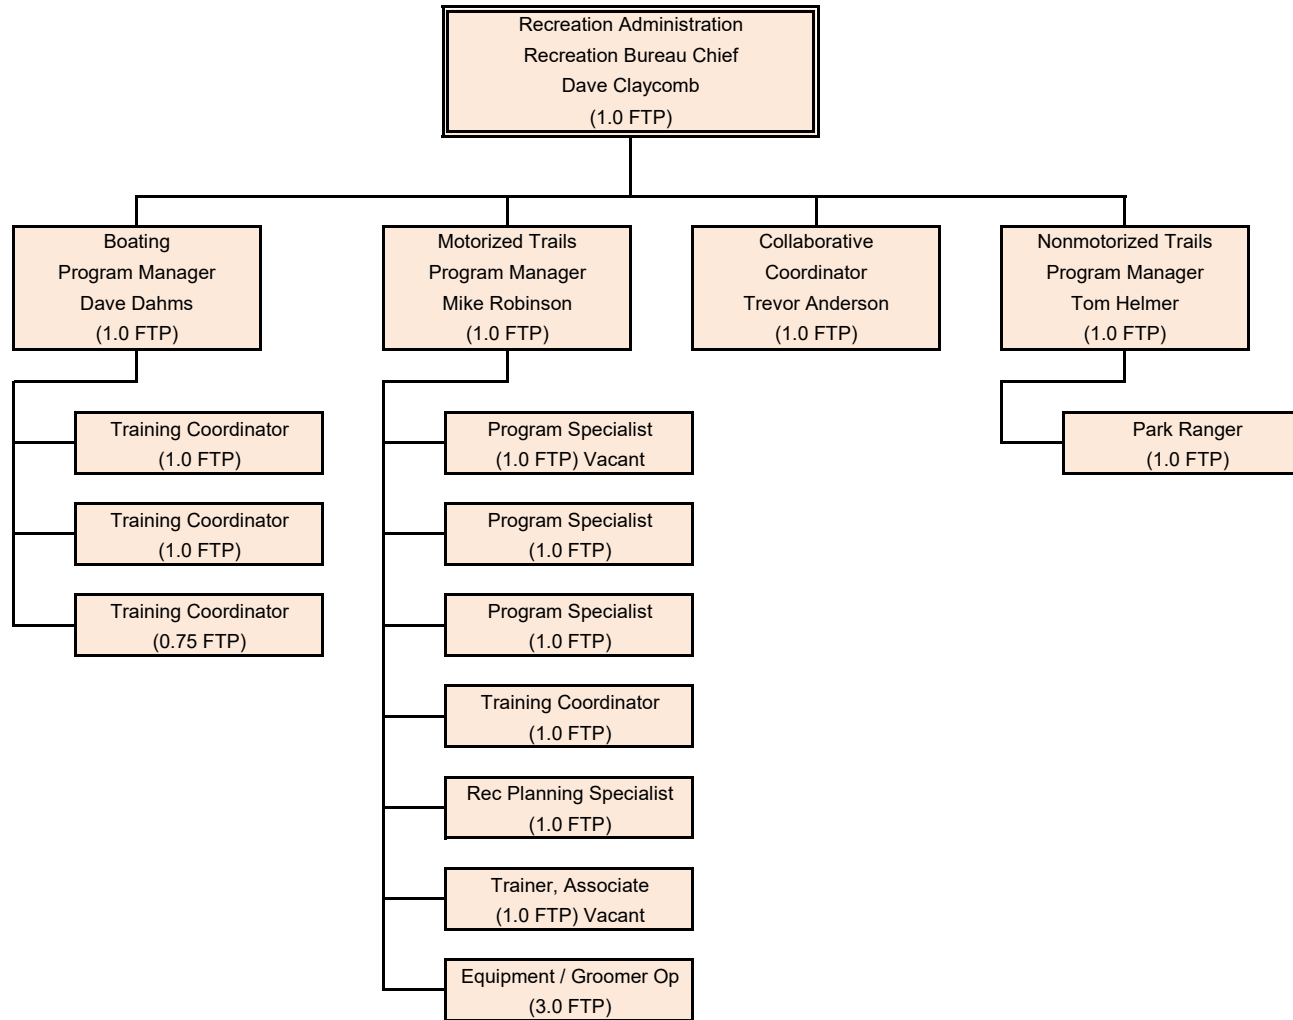 Recreation Administration
Recreation Bureau Chief
Dave Claycomb
(1.0 FTP)
Boating
Program Manager
Dave Dahms
(1.0 FTP)
Motorized Trails
Program Manager
Mike Robinson
(1.0 FTP)
Collaborative
Coordinator
Trevor Anderson
(1.0 FTP)
Nonmotorized Trails
Program Manager
Tom Helmer
(1.0 FTP)
Training Coordinator
(1.0 FTP)
Training Coordinator
(1.0 FTP)
Training Coordinator
(0.75 FTP)
Program Specialist
(1.0 FTP) Vacant
Program Specialist
(1.0 FTP)
Program Specialist
(1.0 FTP)
Training Coordinator
(1.0 FTP)
Rec Planning Specialist
(1.0 FTP)
Trainer, Associate
(1.0 FTP) Vacant
Equipment / Groomer Op
(3.0 FTP)
Park Ranger
(1.0 FTP)